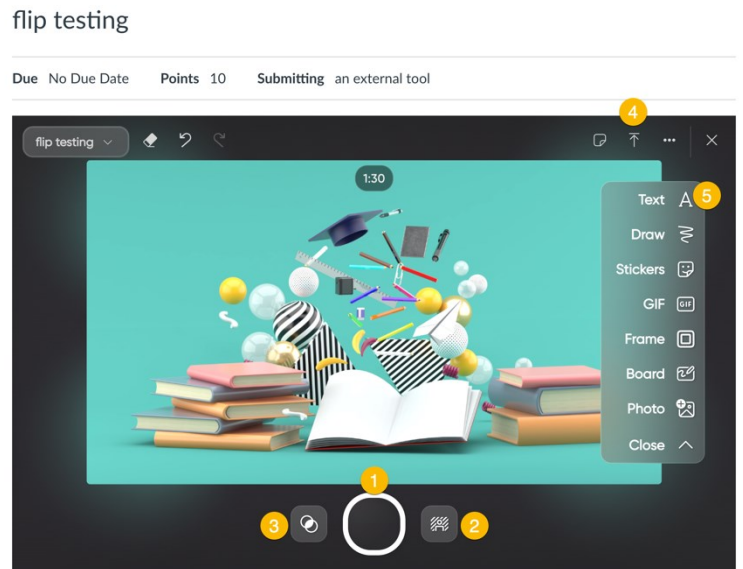 flip testing
Due No Due Date Points 10 Submitting an external tool
4
flip testing
1:30
Text A 5
Draw
Stickers
GIF GIF
Frame
Board
Photo
Close
1
3 2